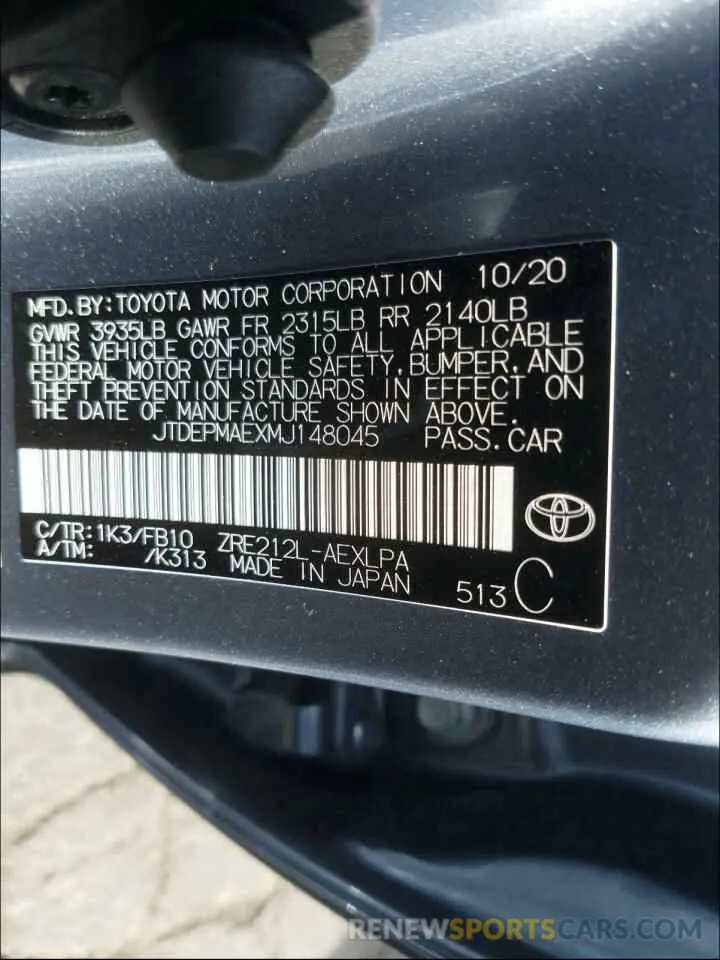 MFD.BY:TOYOTA MOTOR CORPORATION 10/20
GVWR 3935LB GAWR FR 2315LB RR 2140LB
THIS VEHICLE CONFORMS TO ALL APPLICABLE
FEDERAL MOTOR VEHICLE SAFETY,BUMPER,AND
THEFT PREVENTION STANDARDS IN EFFECT ON
THE DATE OF MANUFACTURE SHOWN ABOVE.
JTDEPMAEXMJ148045 PASS.CAR
C/TR:1K3/FB10 ZRE212L-AEXLPA
A/TM: /K313 MADE IN JAPAN 513 C
RENEWSPORTSCARS.COM